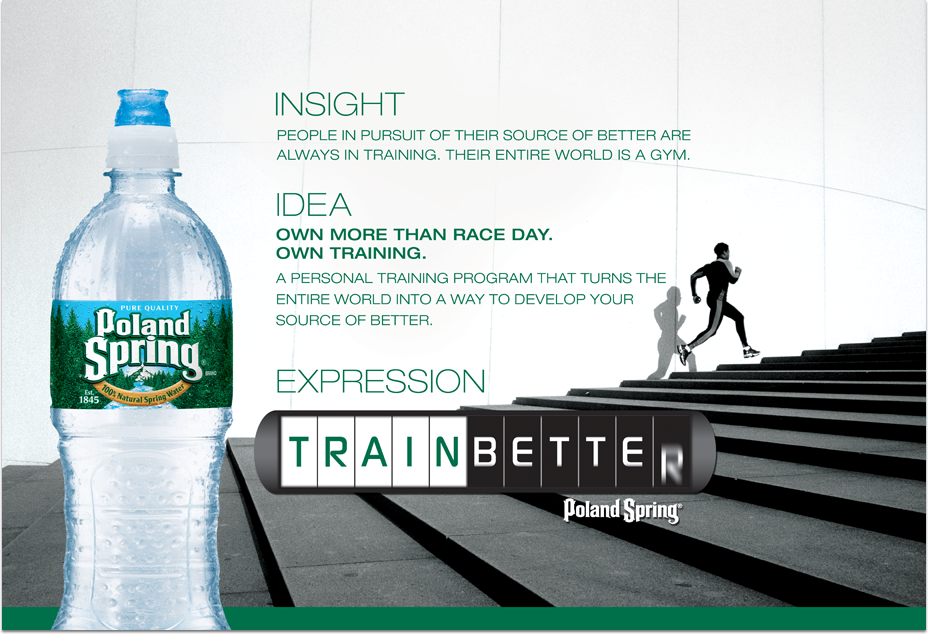 INSIGHT
PEOPLE IN PURSUIT OF THEIR SOURCE OF BETTER ARE
ALWAYS IN TRAINING. THEIR ENTIRE WORLD IS A GYM.
IDEA
OWN MORE THAN RACE DAY.
OWN TRAINING.
A PERSONAL TRAINING PROGRAM THAT TURNS THE
ENTIRE WORLD INTO A WAY TO DEVELOP YOUR
SOURCE OF BETTER.
EXPRESSION
TRAINBETTER
Poland Spring®
PURE QUALITY
Poland
Spring®
Est.
1845
100% Natural Spring Water